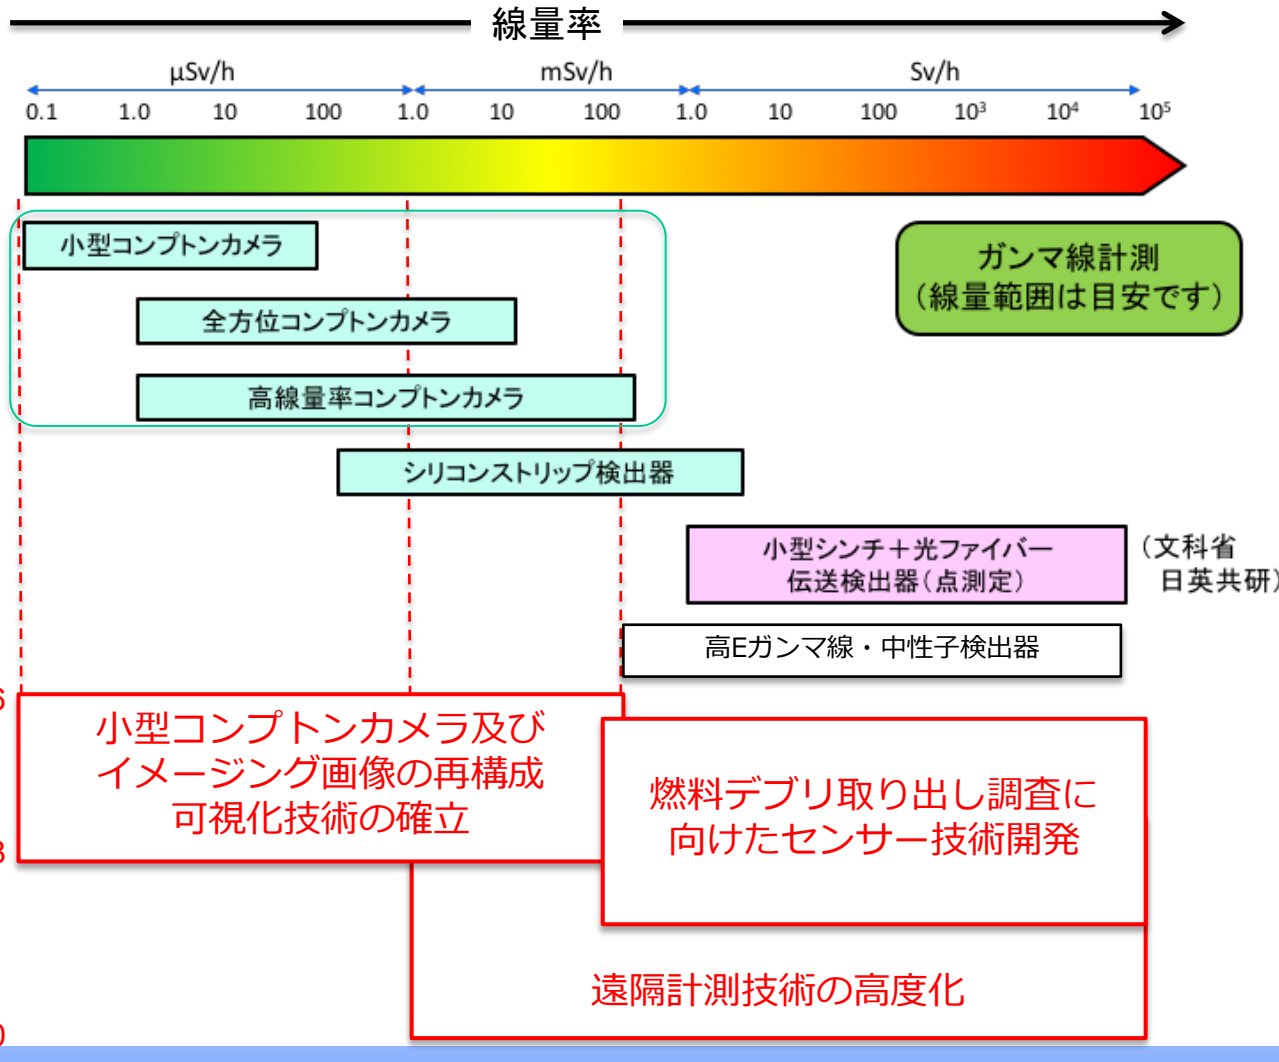 線量率
μSv/h mSv/h Sv/h
0.1 1.0 10 100 1.0 10 100 1.0 10 100 10³ 10⁴ 10⁵
小型コンプトンカメラ
ガンマ線計測
（線量範囲は目安です）
全方位コンプトンカメラ
高線量率コンプトンカメラ
シリコンストリップ検出器
小型シンチ＋光ファイバー
伝送検出器（点測定）
（文科省
日英共研）
高Eガンマ線・中性子検出器
6
小型コンプトンカメラ及び
イメージング画像の再構成
可視化技術の確立
燃料デブリ取り出し調査に
向けたセンサー技術開発
遠隔計測技術の高度化